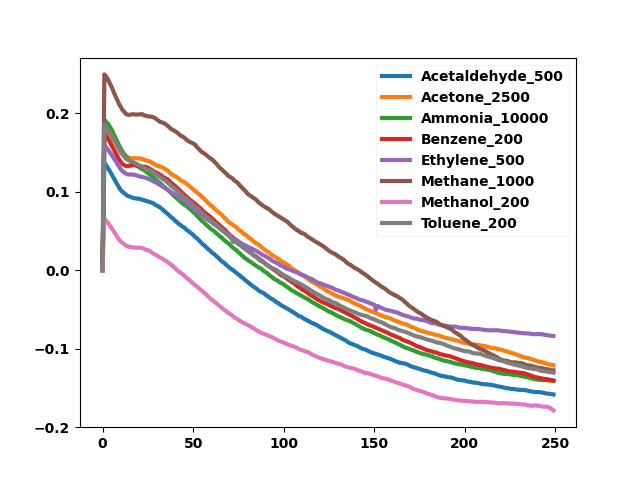 Acetaldehyde_500
Acetone_2500
Ammonia_10000
Benzene_200
Ethylene_500
Methane_1000
Methanol_200
Toluene_200
0.2
0.1
0.0
−0.1
−0.2
0 50 100 150 200 250